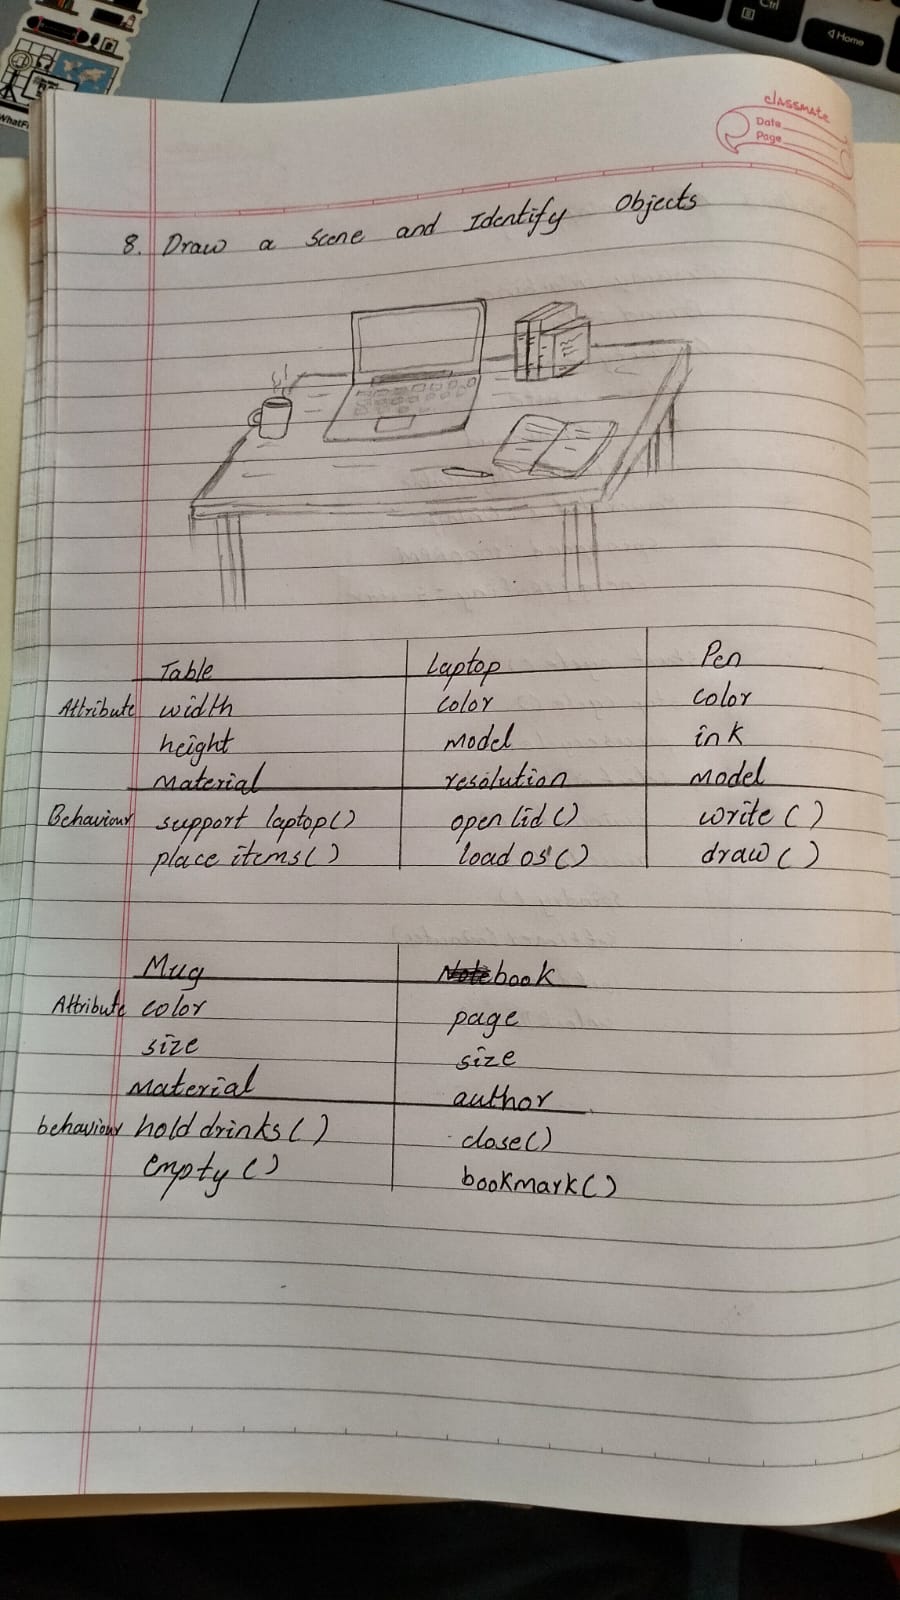 Ctrl
Home
WhatF
classmate
Date
Page
8. Draw a Scene and Identify Objects
Table Laptop Pen
Attribute width color color
height model ink
Material resolution Model
Behaviour support laptop() open lid() write()
place items() load os() draw()
Mug Notebook
Attribute color page
size size
Material author
behaviour hold drinks() close()
empty() bookmark()